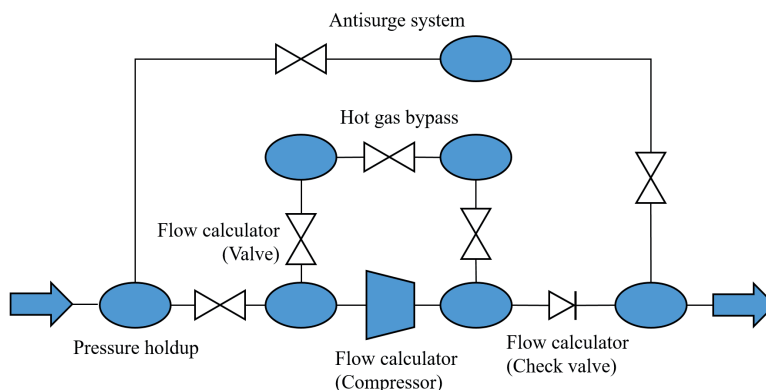 Antisurge system
Hot gas bypass
Flow calculator
(Valve)
Pressure holdup
Flow calculator
(Compressor)
Flow calculator
(Check valve)